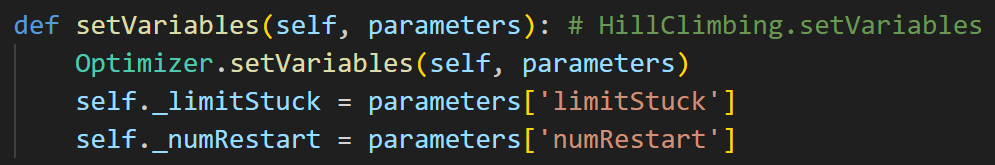 def setVariables(self, parameters): # HillClimbing.setVariables
    Optimizer.setVariables(self, parameters)
    self._limitStuck = parameters['limitStuck']
    self._numRestart = parameters['numRestart']